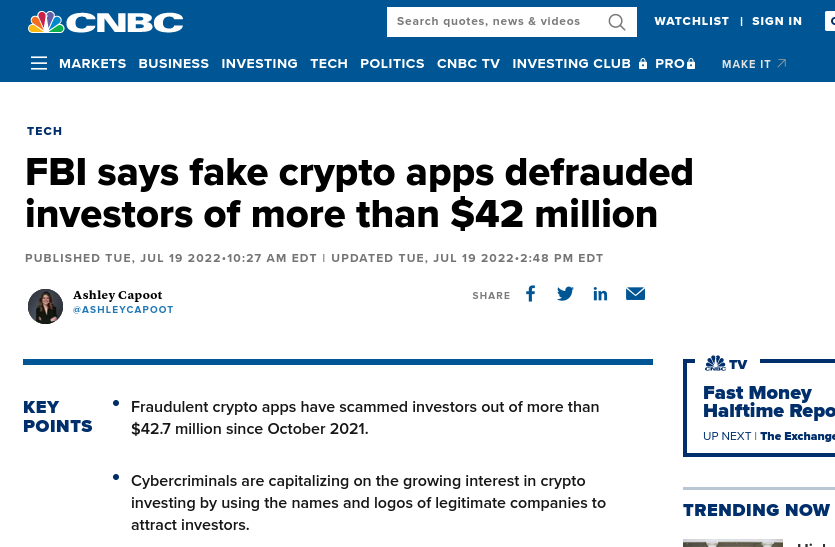 CNBC
Search quotes, news & videos
WATCHLIST | SIGN IN
MARKETS BUSINESS INVESTING TECH POLITICS CNBC TV INVESTING CLUB PRO MAKE IT
TECH
FBI says fake crypto apps defrauded
investors of more than $42 million
PUBLISHED TUE, JUL 19 2022•10:27 AM EDT | UPDATED TUE, JUL 19 2022•2:48 PM EDT
Ashley Capoot
@ASHLEYCAPOOT
SHARE
KEY
POINTS
Fraudulent crypto apps have scammed investors out of more than
$42.7 million since October 2021.
Cybercriminals are capitalizing on the growing interest in crypto
investing by using the names and logos of legitimate companies to
attract investors.
CNBC TV
Fast Money
Halftime Repo
UP NEXT | The Exchange
TRENDING NOW